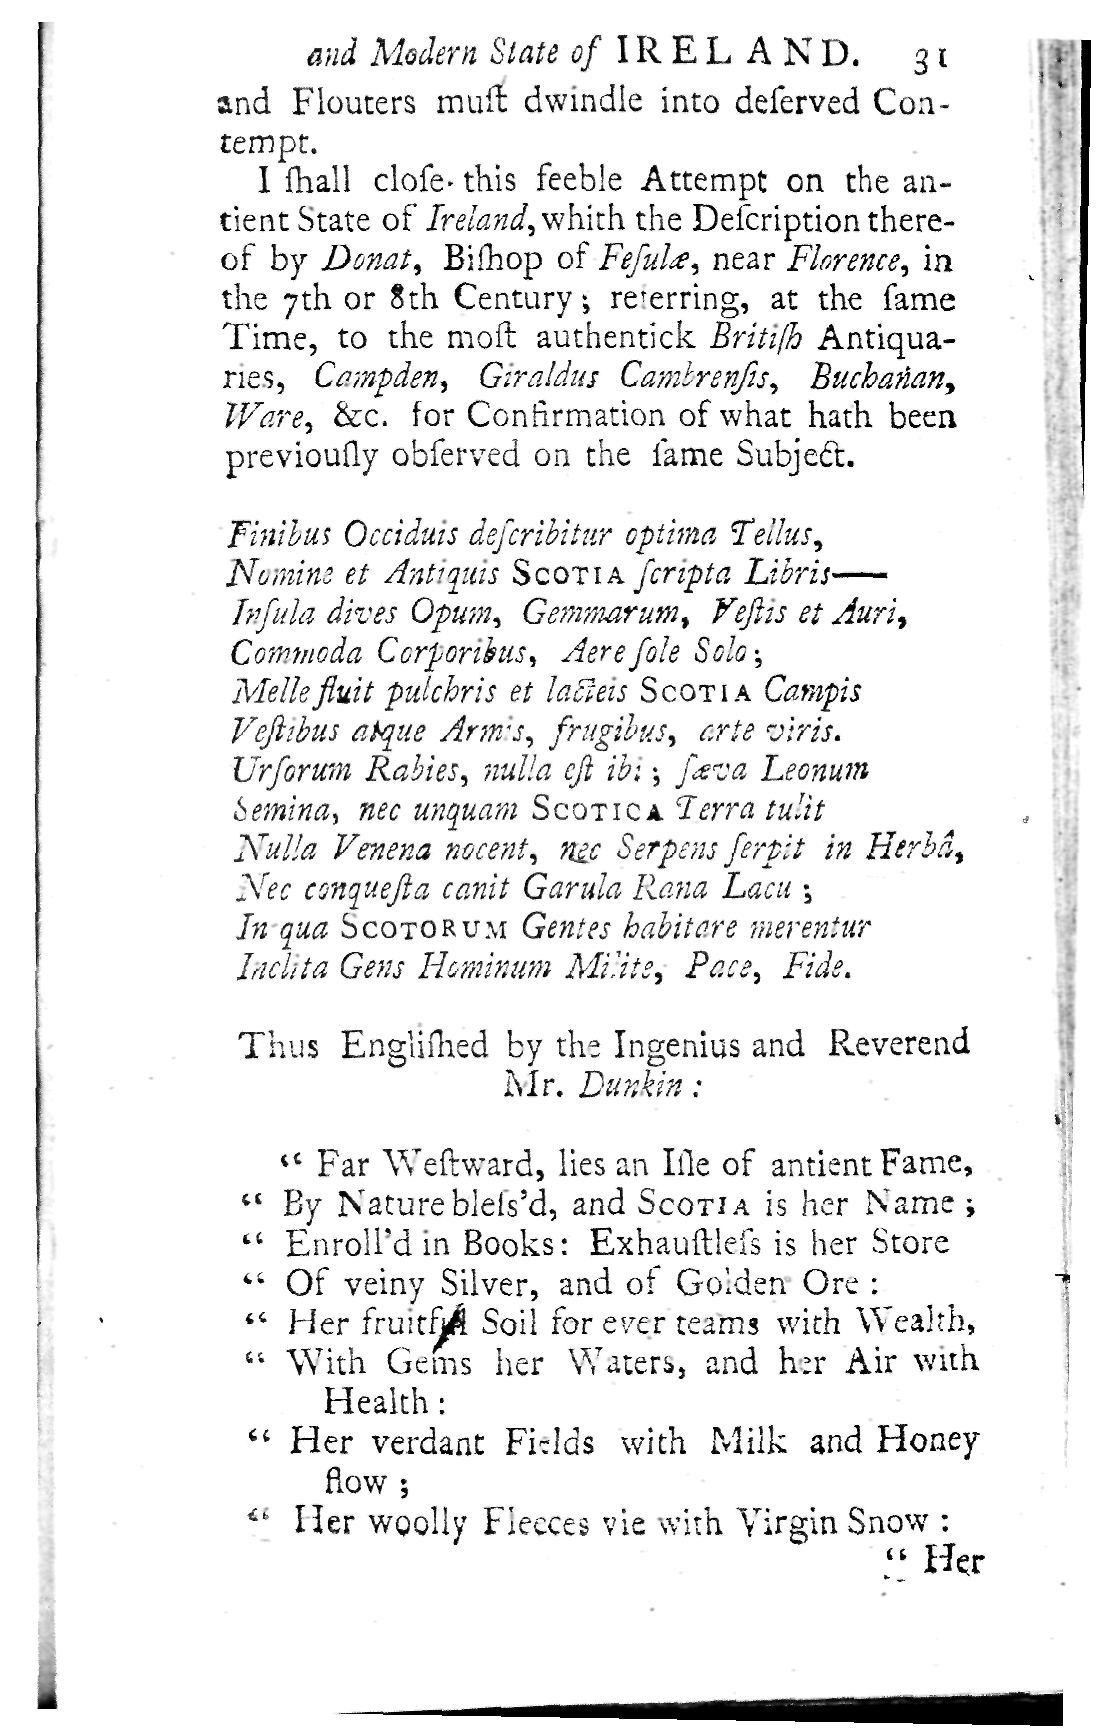 and Modern State of IRELAND. 31
and Flouters muſt dwindle into deſerved Con-
tempt.
I ſhall cloſe this feeble Attempt on the an-
tient State of Ireland, whith the Deſcription there-
of by Donat, Biſhop of Feſulæ, near Florence, in
the 7th or 8th Century; referring, at the ſame
Time, to the moſt authentick Britiſh Antiqua-
ries, Campden, Giraldus Cambrenſis, Buchanan,
Ware, &c. for Confirmation of what hath been
previouſly obſerved on the ſame Subject.
Finibus Occiduis deſcribitur optima Tellus,
Nomine et Antiquis SCOTIA ſcripta Libris—
Inſula dives Opum, Gemmarum, Veſtis et Auri,
Commoda Corporibus, Aere ſole Solo;
Melle fluit pulchris et lacteis SCOTIA Campis
Veſtibus atque Armis, frugibus, arte viris.
Urſorum Rabies, nulla eſt ibi; ſæva Leonum
Semina, nec unquam SCOTICA Terra tulit
Nulla Venena nocent, nec Serpens ſerpit in Herbâ,
Nec conqueſta canit Garula Rana Lacu;
In qua SCOTORUM Gentes habitare merentur
Inclita Gens Hominum Milite, Pace, Fide.
Thus Engliſhed by the Ingenius and Reverend
Mr. Dunkin:
“ Far Weſtward, lies an Iſle of antient Fame,
“ By Nature bleſs'd, and SCOTIA is her Name;
“ Enroll'd in Books: Exhauſtleſs is her Store
“ Of veiny Silver, and of Golden Ore:
“ Her fruitful Soil for ever teams with Wealth,
“ With Gems her Waters, and her Air with
Health:
“ Her verdant Fields with Milk and Honey
flow;
“ Her woolly Fleeces vie with Virgin Snow:
“ Her